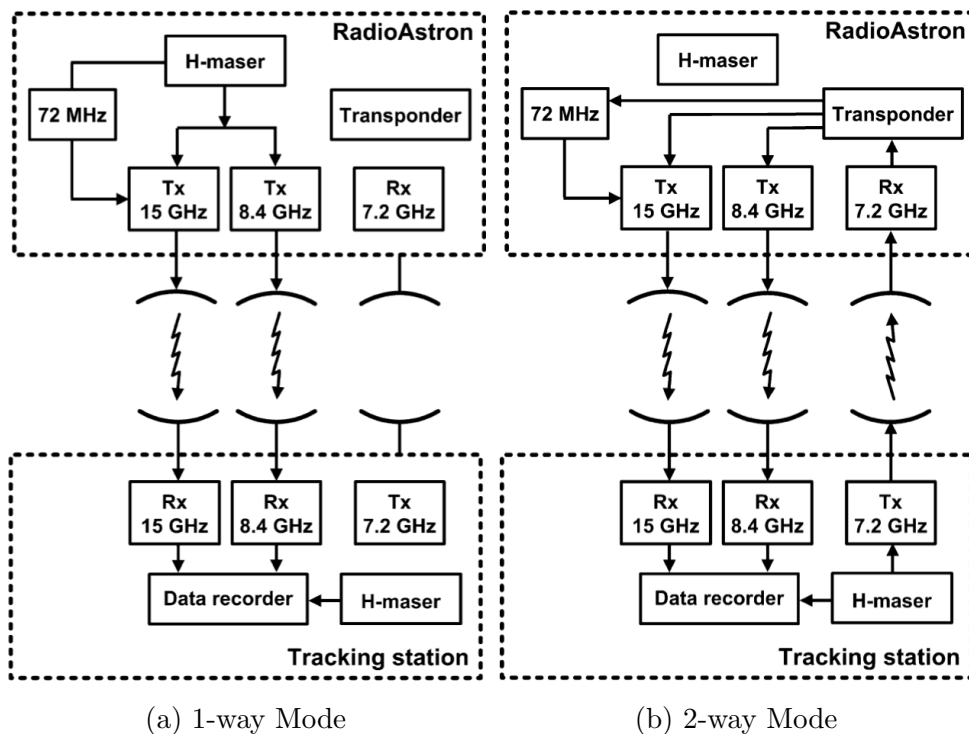 RadioAstron
H-maser
72 MHz
Transponder
Tx
15 GHz
Tx
8.4 GHz
Rx
7.2 GHz
Rx
15 GHz
Rx
8.4 GHz
Tx
7.2 GHz
Data recorder
H-maser
Tracking station
(a) 1-way Mode
RadioAstron
H-maser
72 MHz
Transponder
Tx
15 GHz
Tx
8.4 GHz
Rx
7.2 GHz
Rx
15 GHz
Rx
8.4 GHz
Tx
7.2 GHz
Data recorder
H-maser
Tracking station
(b) 2-way Mode